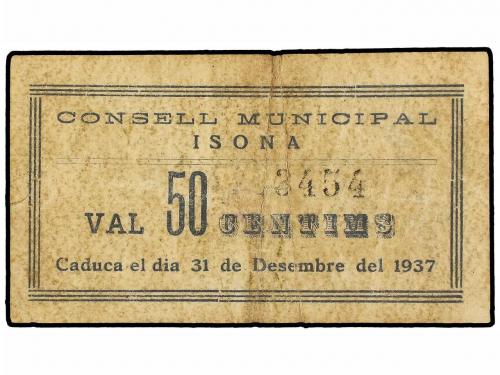 CONSELL MUNICIPAL
ISONA
3454
VAL 50 CENTIMS
Caduca el dia 31 de Desembre del 1937